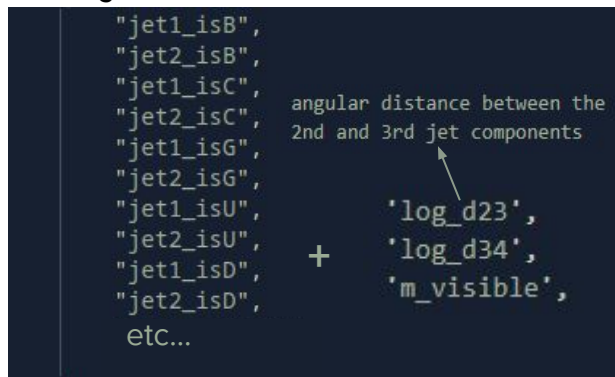 "jet1_isB",
"jet2_isB",
"jet1_isC",
"jet2_isC",
"jet1_isG",
"jet2_isG",
"jet1_isU",
"jet2_isU",
"jet1_isD",
"jet2_isD",
etc...
+
angular distance between the
2nd and 3rd jet components
'log_d23',
'log_d34',
'm_visible',